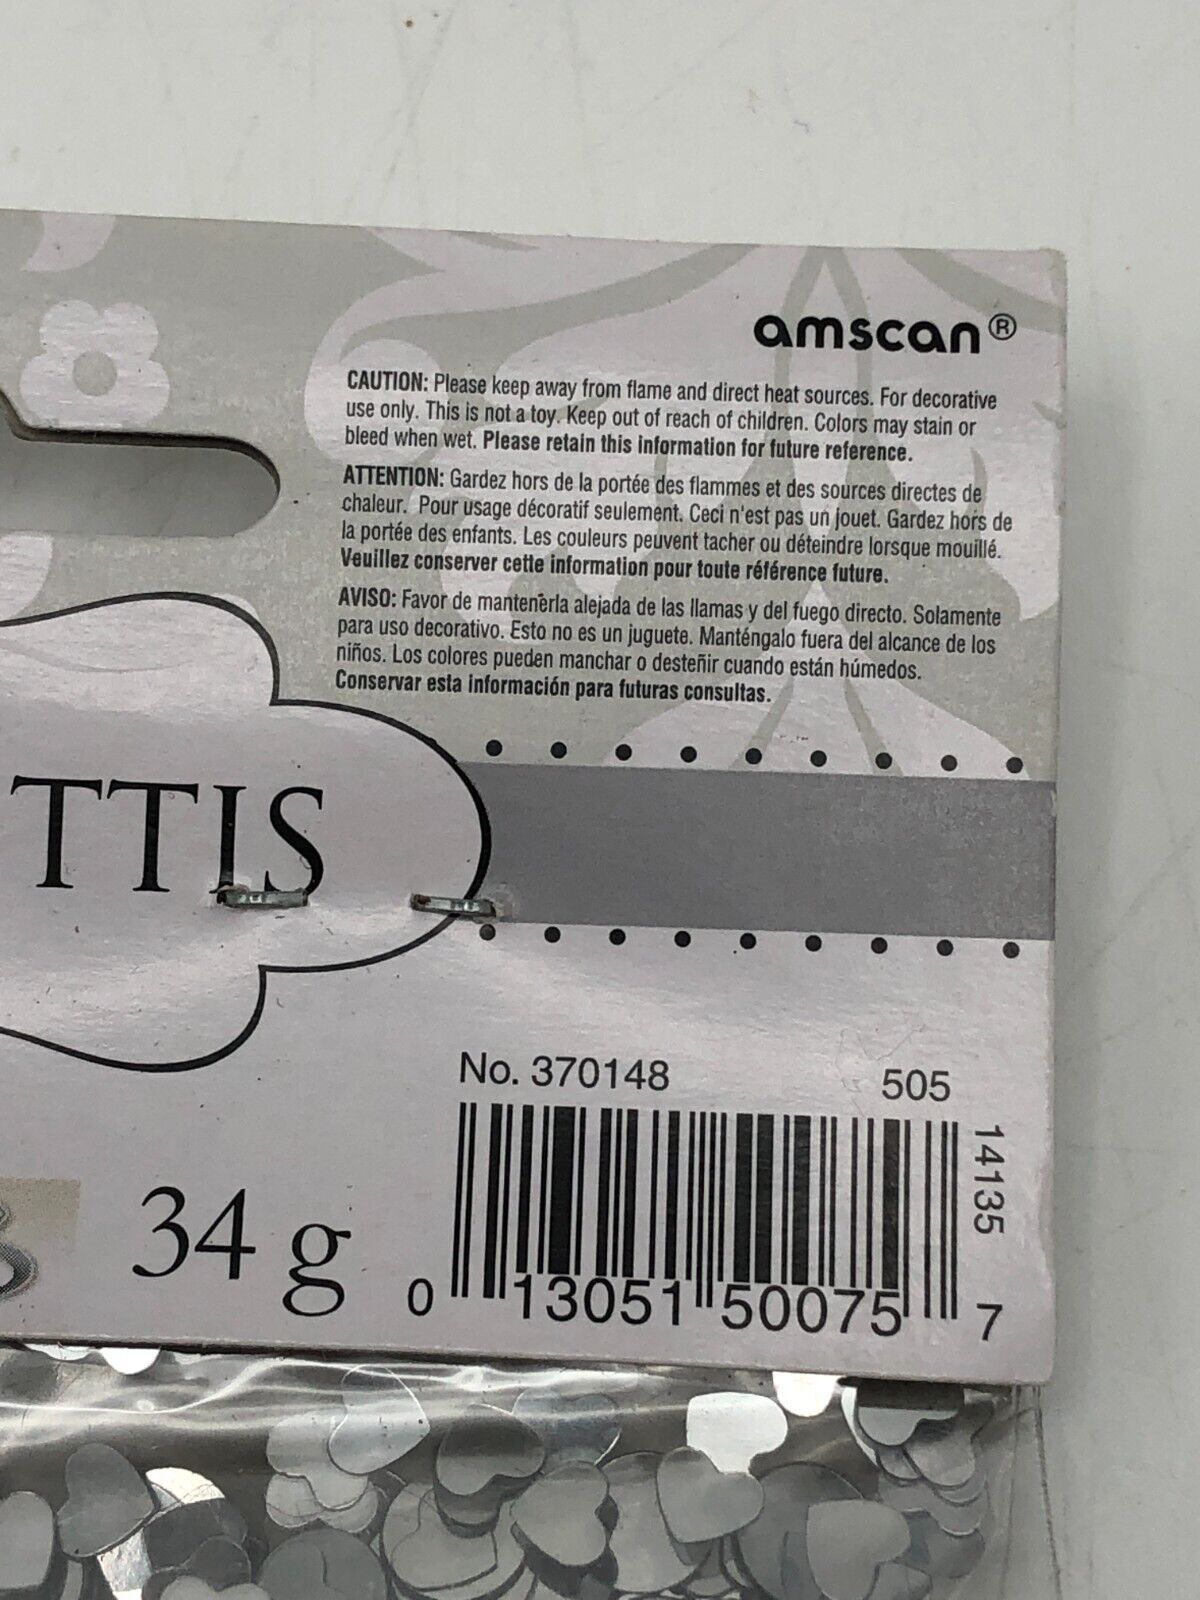 amscan®
CAUTION: Please keep away from flame and direct heat sources. For decorative
use only. This is not a toy. Keep out of reach of children. Colors may stain or
bleed when wet. Please retain this information for future reference.
ATTENTION: Gardez hors de la portée des flammes et des sources directes de
chaleur. Pour usage décoratif seulement. Ceci n'est pas un jouet. Gardez hors de
la portée des enfants. Les couleurs peuvent tacher ou déteindre lorsque mouillé.
Veuillez conserver cette information pour toute référence future.
AVISO: Favor de mantenerla alejada de las llamas y del fuego directo. Solamente
para uso decorativo. Esto no es un juguete. Manténgalo fuera del alcance de los
niños. Los colores pueden manchar o desteñir cuando están húmedos.
Conservar esta información para futuras consultas.
TTIS
No. 370148 505
14135
34 g
0 13051 50075 7